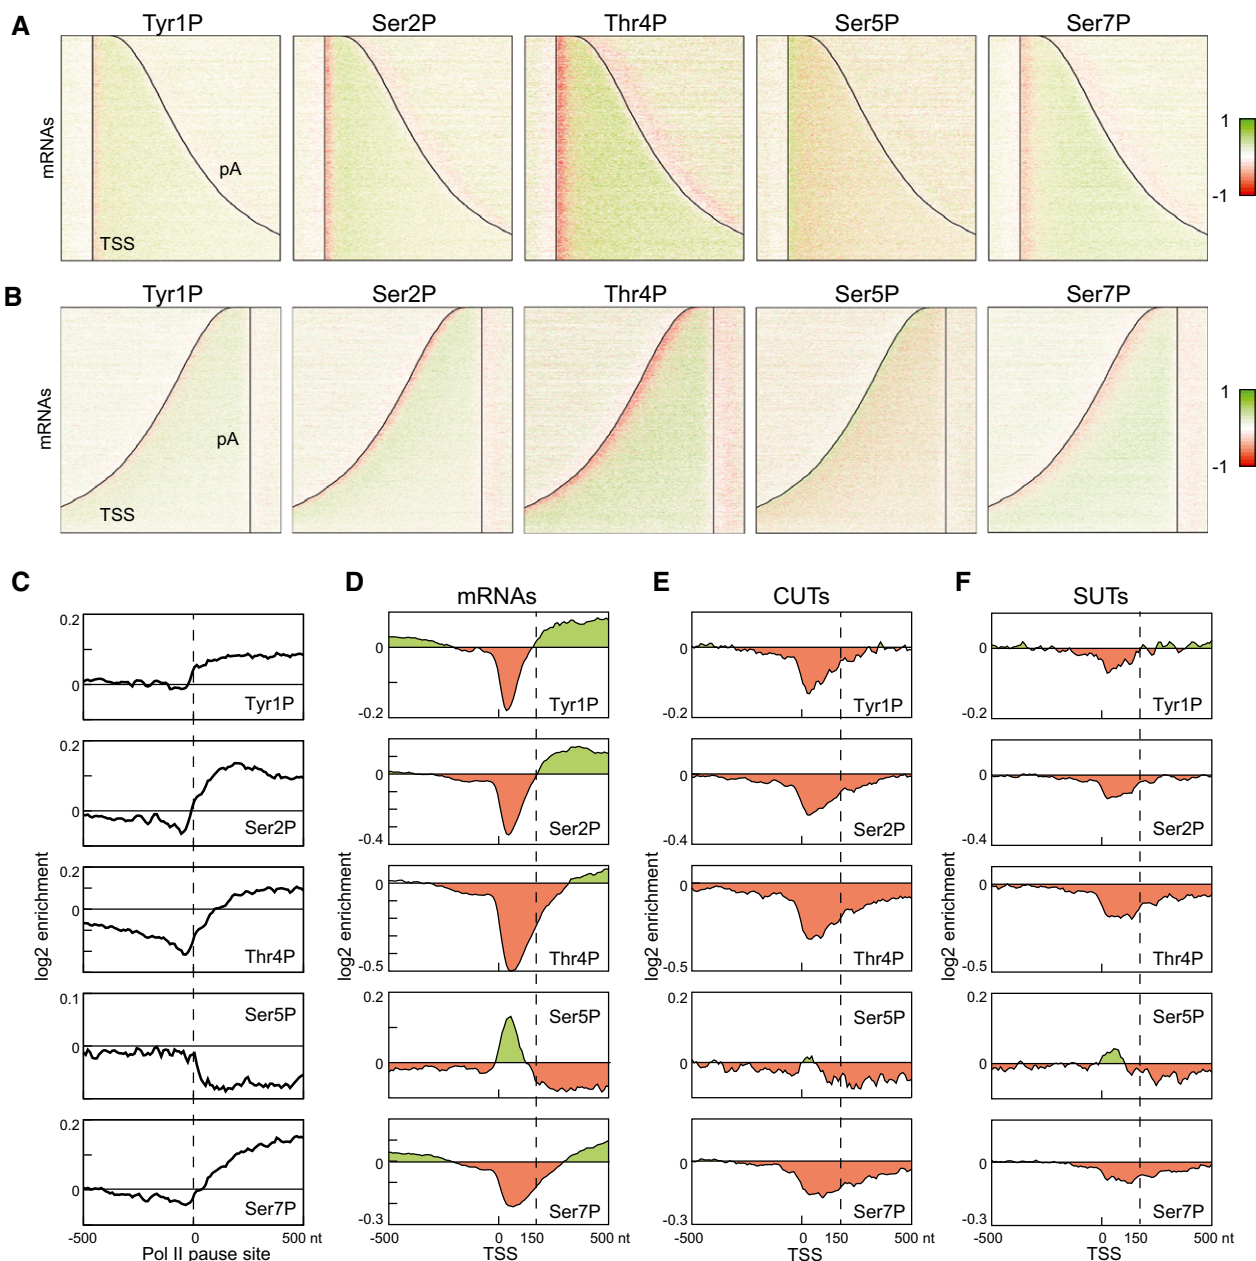 A
Tyr1P Ser2P Thr4P Ser5P Ser7P
mRNAs
pA
TSS
1
-1
B
Tyr1P Ser2P Thr4P Ser5P Ser7P
mRNAs
pA
TSS
1
-1
C
0.2
0
Tyr1P
0.2
0
Ser2P
0.2
0
Thr4P
0.1
0
Ser5P
0.2
0
Ser7P
log2 enrichment
-500 0 500 nt
Pol II pause site
D
mRNAs
0
-0.2
Tyr1P
0
-0.4
Ser2P
0
-0.5
Thr4P
0.2
0
Ser5P
0
-0.3
Ser7P
log2 enrichment
-500 0 150 500 nt
TSS
E
CUTs
0
-0.2
Tyr1P
0
-0.4
Ser2P
0
-0.5
Thr4P
0.2
0
Ser5P
0
-0.3
Ser7P
log2 enrichment
-500 0 150 500 nt
TSS
F
SUTs
0
-0.2
Tyr1P
0
-0.4
Ser2P
0
-0.5
Thr4P
0.2
0
Ser5P
0
-0.3
Ser7P
-500 0 150 500 nt
TSS